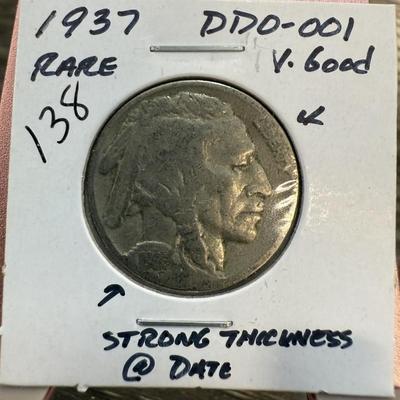 1937 DDO-001
RARE V. Good
138
STRONG THICKNESS
@ DATE